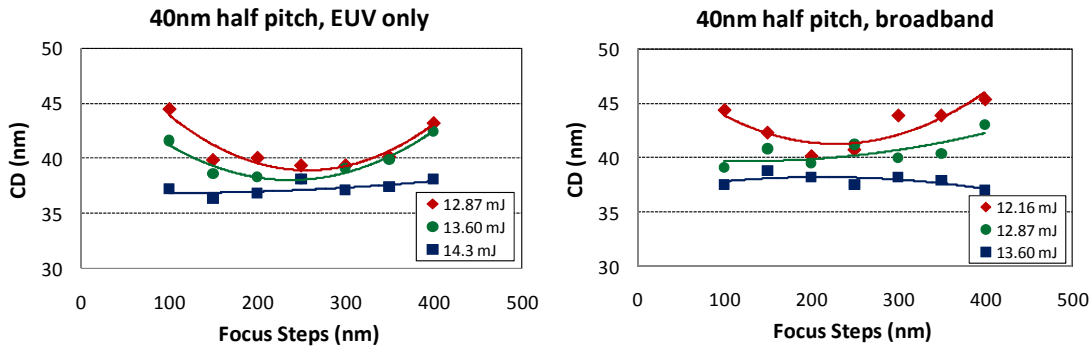 40nm half pitch, EUV only
CD (nm)
50
45
40
35
30
0 100 200 300 400 500
Focus Steps (nm)
12.87 mJ
13.60 mJ
14.3 mJ
40nm half pitch, broadband
CD (nm)
50
45
40
35
30
0 100 200 300 400 500
Focus Steps (nm)
12.16 mJ
12.87 mJ
13.60 mJ